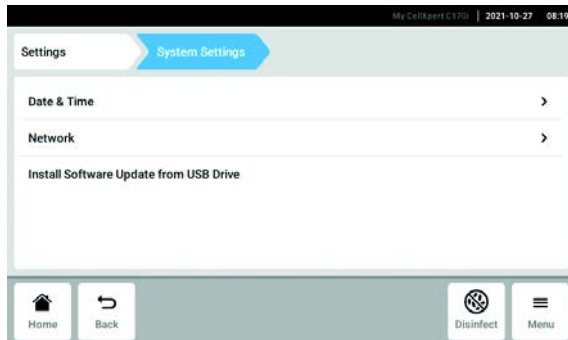 My CellXpert C170i | 2021-10-27 08:19
Settings
System Settings
Date & Time
Network
Install Software Update from USB Drive
Home
Back
Disinfect
Menu